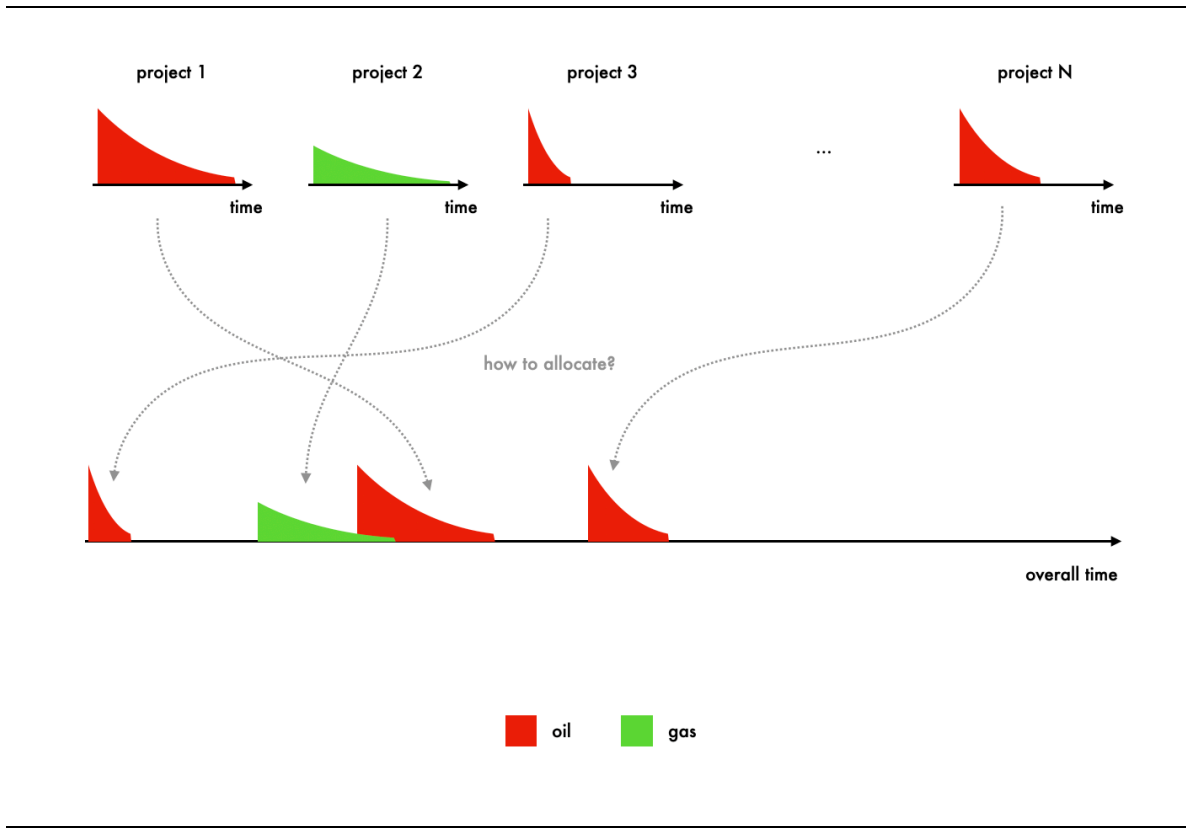 project 1
project 2
project 3
project N
...
time
time
time
time
how to allocate?
overall time
oil
gas